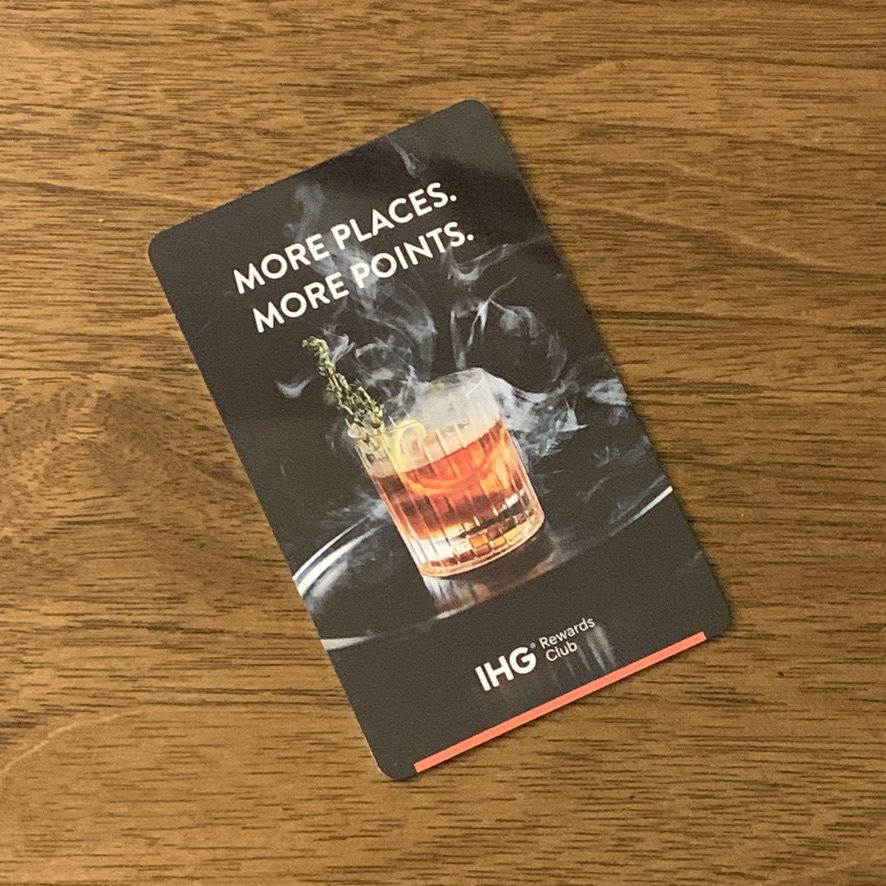 MORE PLACES.
MORE POINTS.
IHG® Rewards
Club